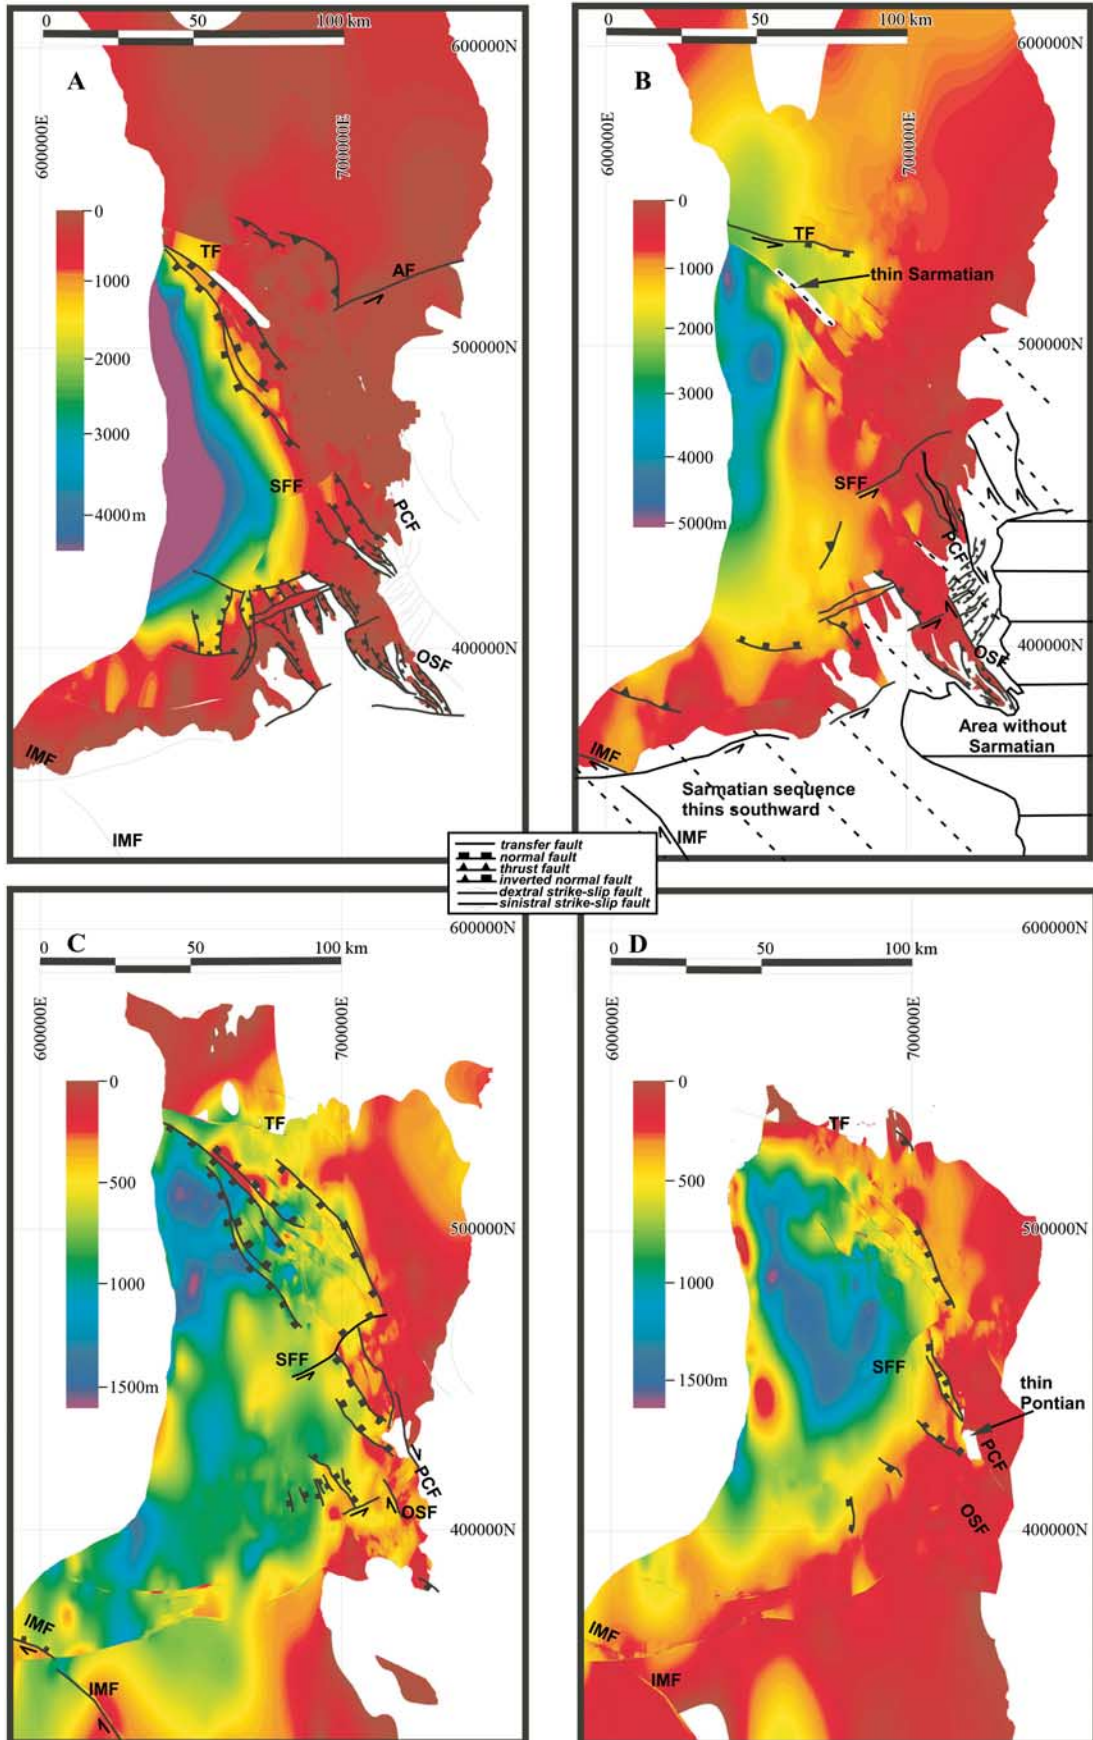 0 50 100 km
600000N
A
600000E
700000E
0
1000
2000
3000
4000m
TF
AF
500000N
SFF
PCF
OSF
400000N
IMF
IMF
0 50 100 km
600000N
B
600000E
700000E
0
1000
2000
3000
4000
5000m
TF
thin Sarmatian
500000N
SFF
PCF
400000N
OSF
Area without
Sarmatian
IMF
Sarmatian sequence
thins southward
IMF
transfer fault
normal fault
thrust fault
inverted normal fault
dextral strike-slip fault
sinistral strike-slip fault
C
600000N
0 50 100 km
600000E
700000E
0
500
1000
1500m
TF
500000N
SFF
PCF
OSF
400000N
IMF
IMF
D
600000N
0 50 100 km
600000E
700000E
0
500
1000
1500m
TF
500000N
SFF
thin
Pontian
PCF
OSF
400000N
IMF
IMF